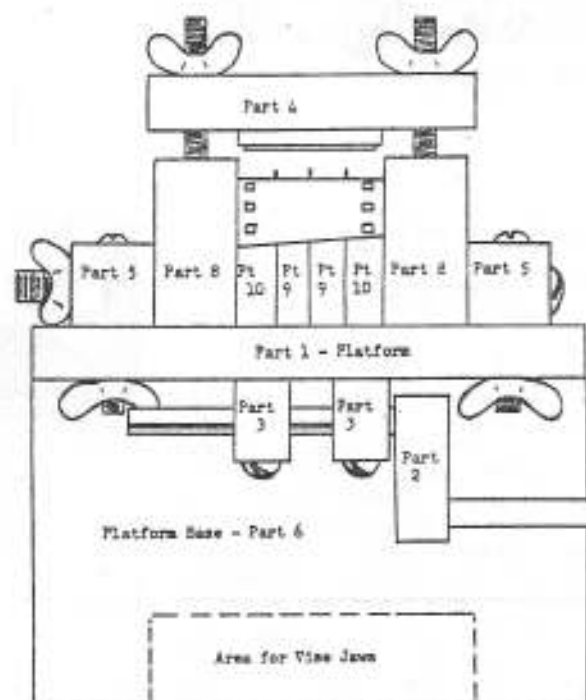 Part 4
Part 5
Part 8
Pt
10
Pt
9
Pt
9
Pt
10
Part 8
Part 5
Part 1 - Platform
Part
3
Part
3
Part
2
Platform Base - Part 6
Area for Vise Jaws